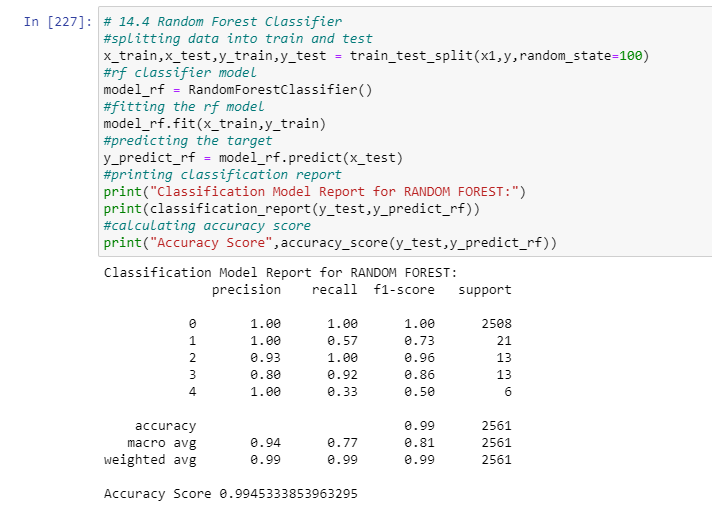 In [227]: # 14.4 Random Forest Classifier
#splitting data into train and test
x_train,x_test,y_train,y_test = train_test_split(x1,y,random_state=100)
#rf classifier model
model_rf = RandomForestClassifier()
#fitting the rf model
model_rf.fit(x_train,y_train)
#predicting the target
y_predict_rf = model_rf.predict(x_test)
#printing classification report
print("Classification Model Report for RANDOM FOREST:")
print(classification_report(y_test,y_predict_rf))
#calculating accuracy score
print("Accuracy Score",accuracy_score(y_test,y_predict_rf))
Classification Model Report for RANDOM FOREST:
precision recall f1-score support
0 1.00 1.00 1.00 2508
1 1.00 0.57 0.73 21
2 0.93 1.00 0.96 13
3 0.80 0.92 0.86 13
4 1.00 0.33 0.50 6
accuracy 0.99 2561
macro avg 0.94 0.77 0.81 2561
weighted avg 0.99 0.99 0.99 2561
Accuracy Score 0.9945333853963295